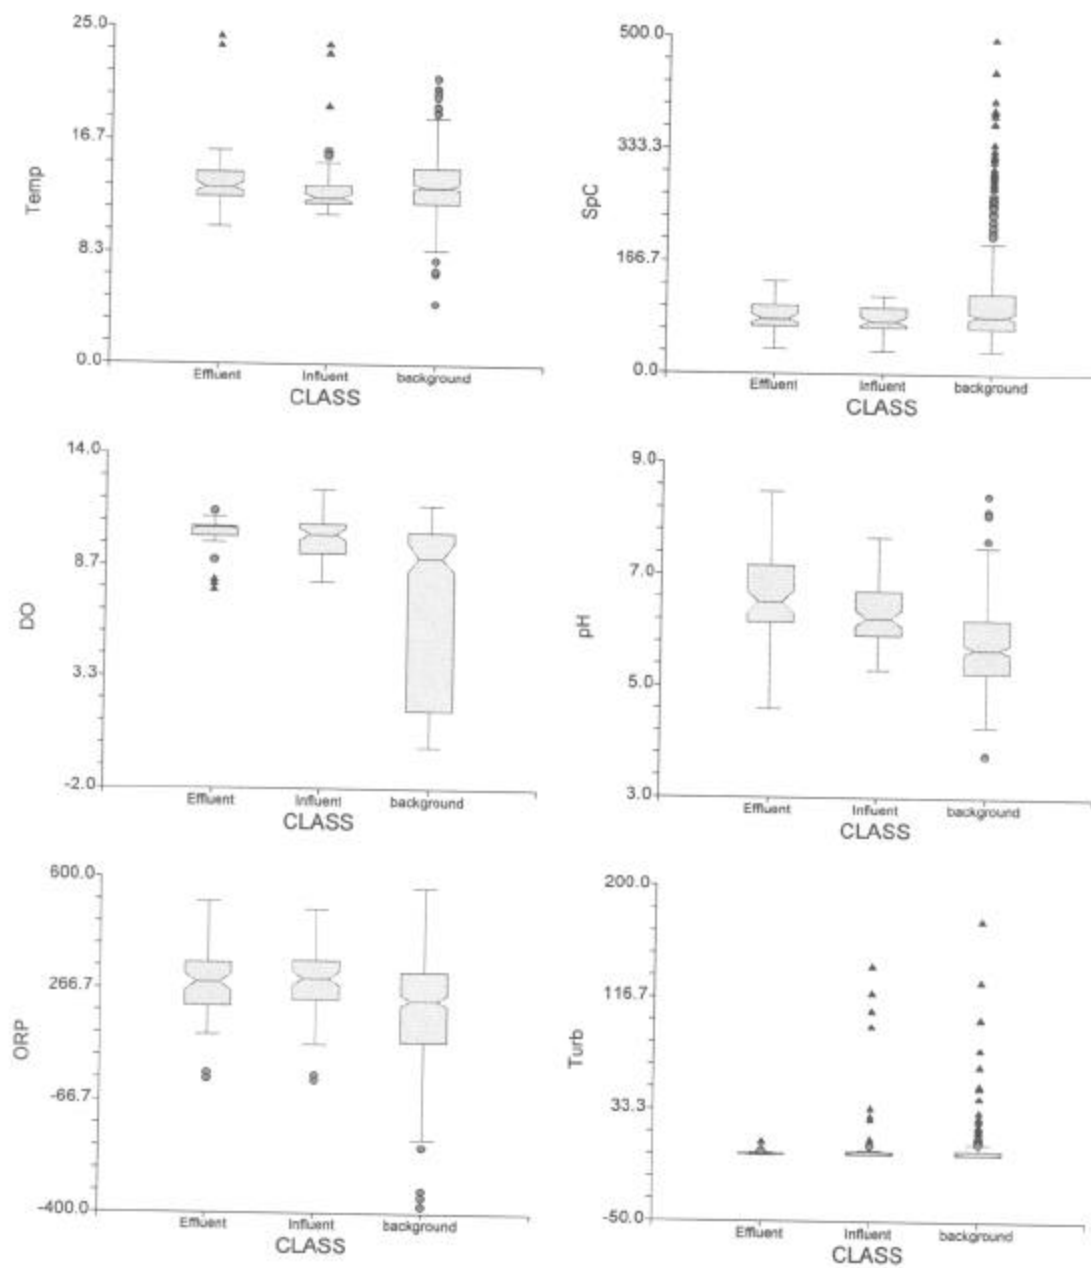 25.0
16.7
Temp
8.3
0.0
Effluent Influent background
CLASS
500.0
333.3
SpC
166.7
0.0
Effluent Influent background
CLASS
14.0
8.7
DO
3.3
-2.0
Effluent Influent background
CLASS
9.0
7.0
pH
5.0
3.0
Effluent Influent background
CLASS
600.0
266.7
ORP
-66.7
-400.0
Effluent Influent background
CLASS
200.0
116.7
Turb
33.3
-50.0
Effluent Influent background
CLASS